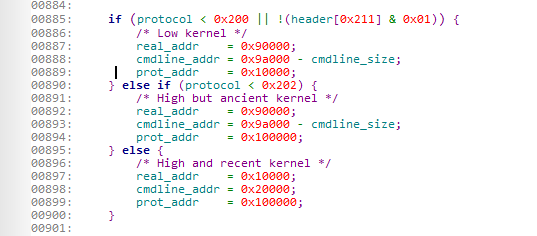 00884:
00885:     if (protocol < 0x200 || !(header[0x211] & 0x01)) {
00886:         /* Low kernel */
00887:         real_addr    = 0x90000;
00888:         cmdline_addr = 0x9a000 - cmdline_size;
00889:         prot_addr    = 0x10000;
00890:     } else if (protocol < 0x202) {
00891:         /* High but ancient kernel */
00892:         real_addr    = 0x90000;
00893:         cmdline_addr = 0x9a000 - cmdline_size;
00894:         prot_addr    = 0x100000;
00895:     } else {
00896:         /* High and recent kernel */
00897:         real_addr    = 0x10000;
00898:         cmdline_addr = 0x20000;
00899:         prot_addr    = 0x100000;
00900:     }
00901: